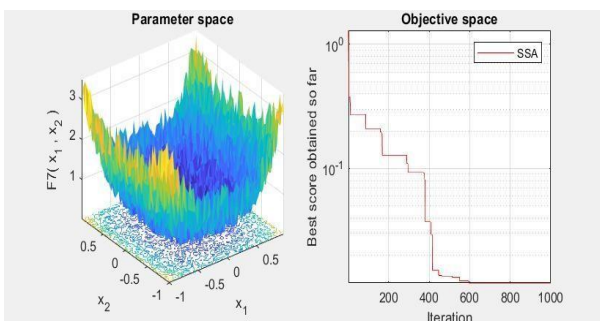 Parameter space
F7( x1 , x2 )
3
2
1
0.5
0
-0.5
-1
x2
-1
-0.5
0
0.5
x1
Objective space
SSA
Best score obtained so far
10^0
10^-1
200
400
600
800
1000
Iteration